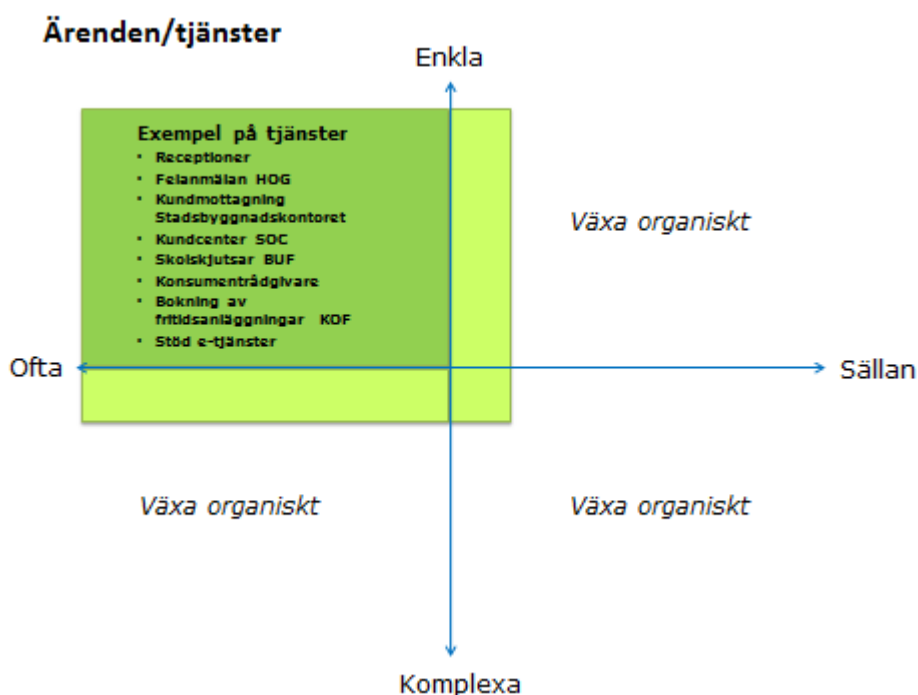 Ärenden/tjänster
Enkla
Exempel på tjänster
• Receptioner
• Felanmälan HOG
• Kundmottagning
Stadsbyggnadskontoret
• Kundcenter SOC
• Skolskjutsar BUF
• Konsumentrådgivare
• Bokning av
fritidsanläggningar KOF
• Stöd e-tjänster
Växa organiskt
Ofta
Sällan
Växa organiskt
Växa organiskt
Komplexa